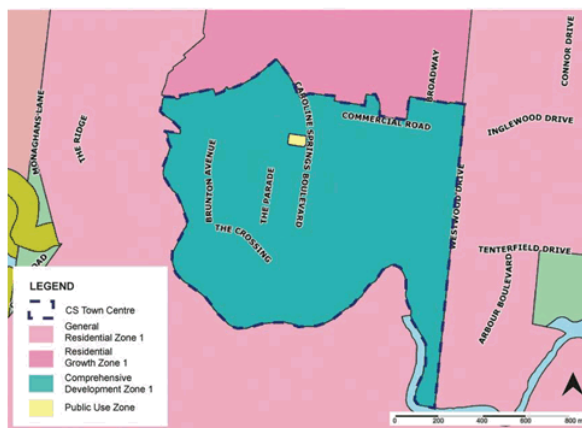 CONNOR DRIVE
BROADWAY
MONAGHANS LANE
THE RIDGE
CAROLINE SPRINGS BOULEVARD
COMMERCIAL ROAD
INGLEWOOD DRIVE
BRUNTON AVENUE
THE PARADE
THE CROSSING
WESTWOOD DRIVE
TENTERFIELD DRIVE
ARBOUR BOULEVARD
LEGEND
CS Town Centre
General
Residential Zone 1
Residential
Growth Zone 1
Comprehensive
Development Zone 1
Public Use Zone
0 200 400 600 800